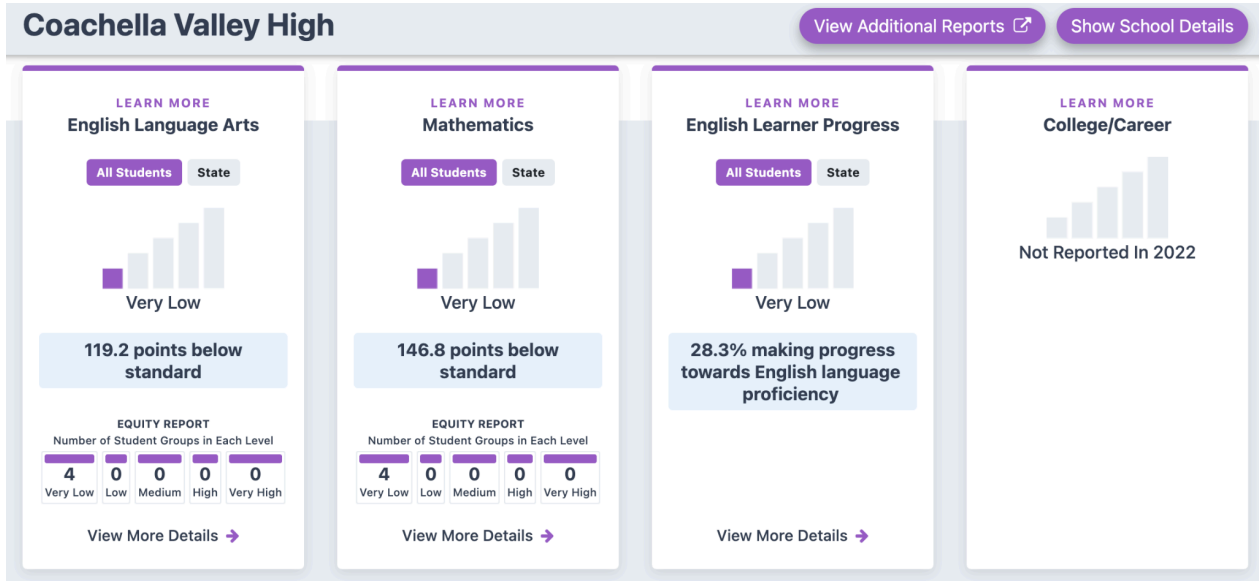 Coachella Valley High
View Additional Reports
Show School Details
LEARN MORE
English Language Arts
All Students
State
Very Low
119.2 points below
standard
EQUITY REPORT
Number of Student Groups in Each Level
4 0 0 0 0
Very Low Low Medium High Very High
View More Details
LEARN MORE
Mathematics
All Students
State
Very Low
146.8 points below
standard
EQUITY REPORT
Number of Student Groups in Each Level
4 0 0 0 0
Very Low Low Medium High Very High
View More Details
LEARN MORE
English Learner Progress
All Students
State
Very Low
28.3% making progress
towards English language
proficiency
View More Details
LEARN MORE
College/Career
Not Reported In 2022